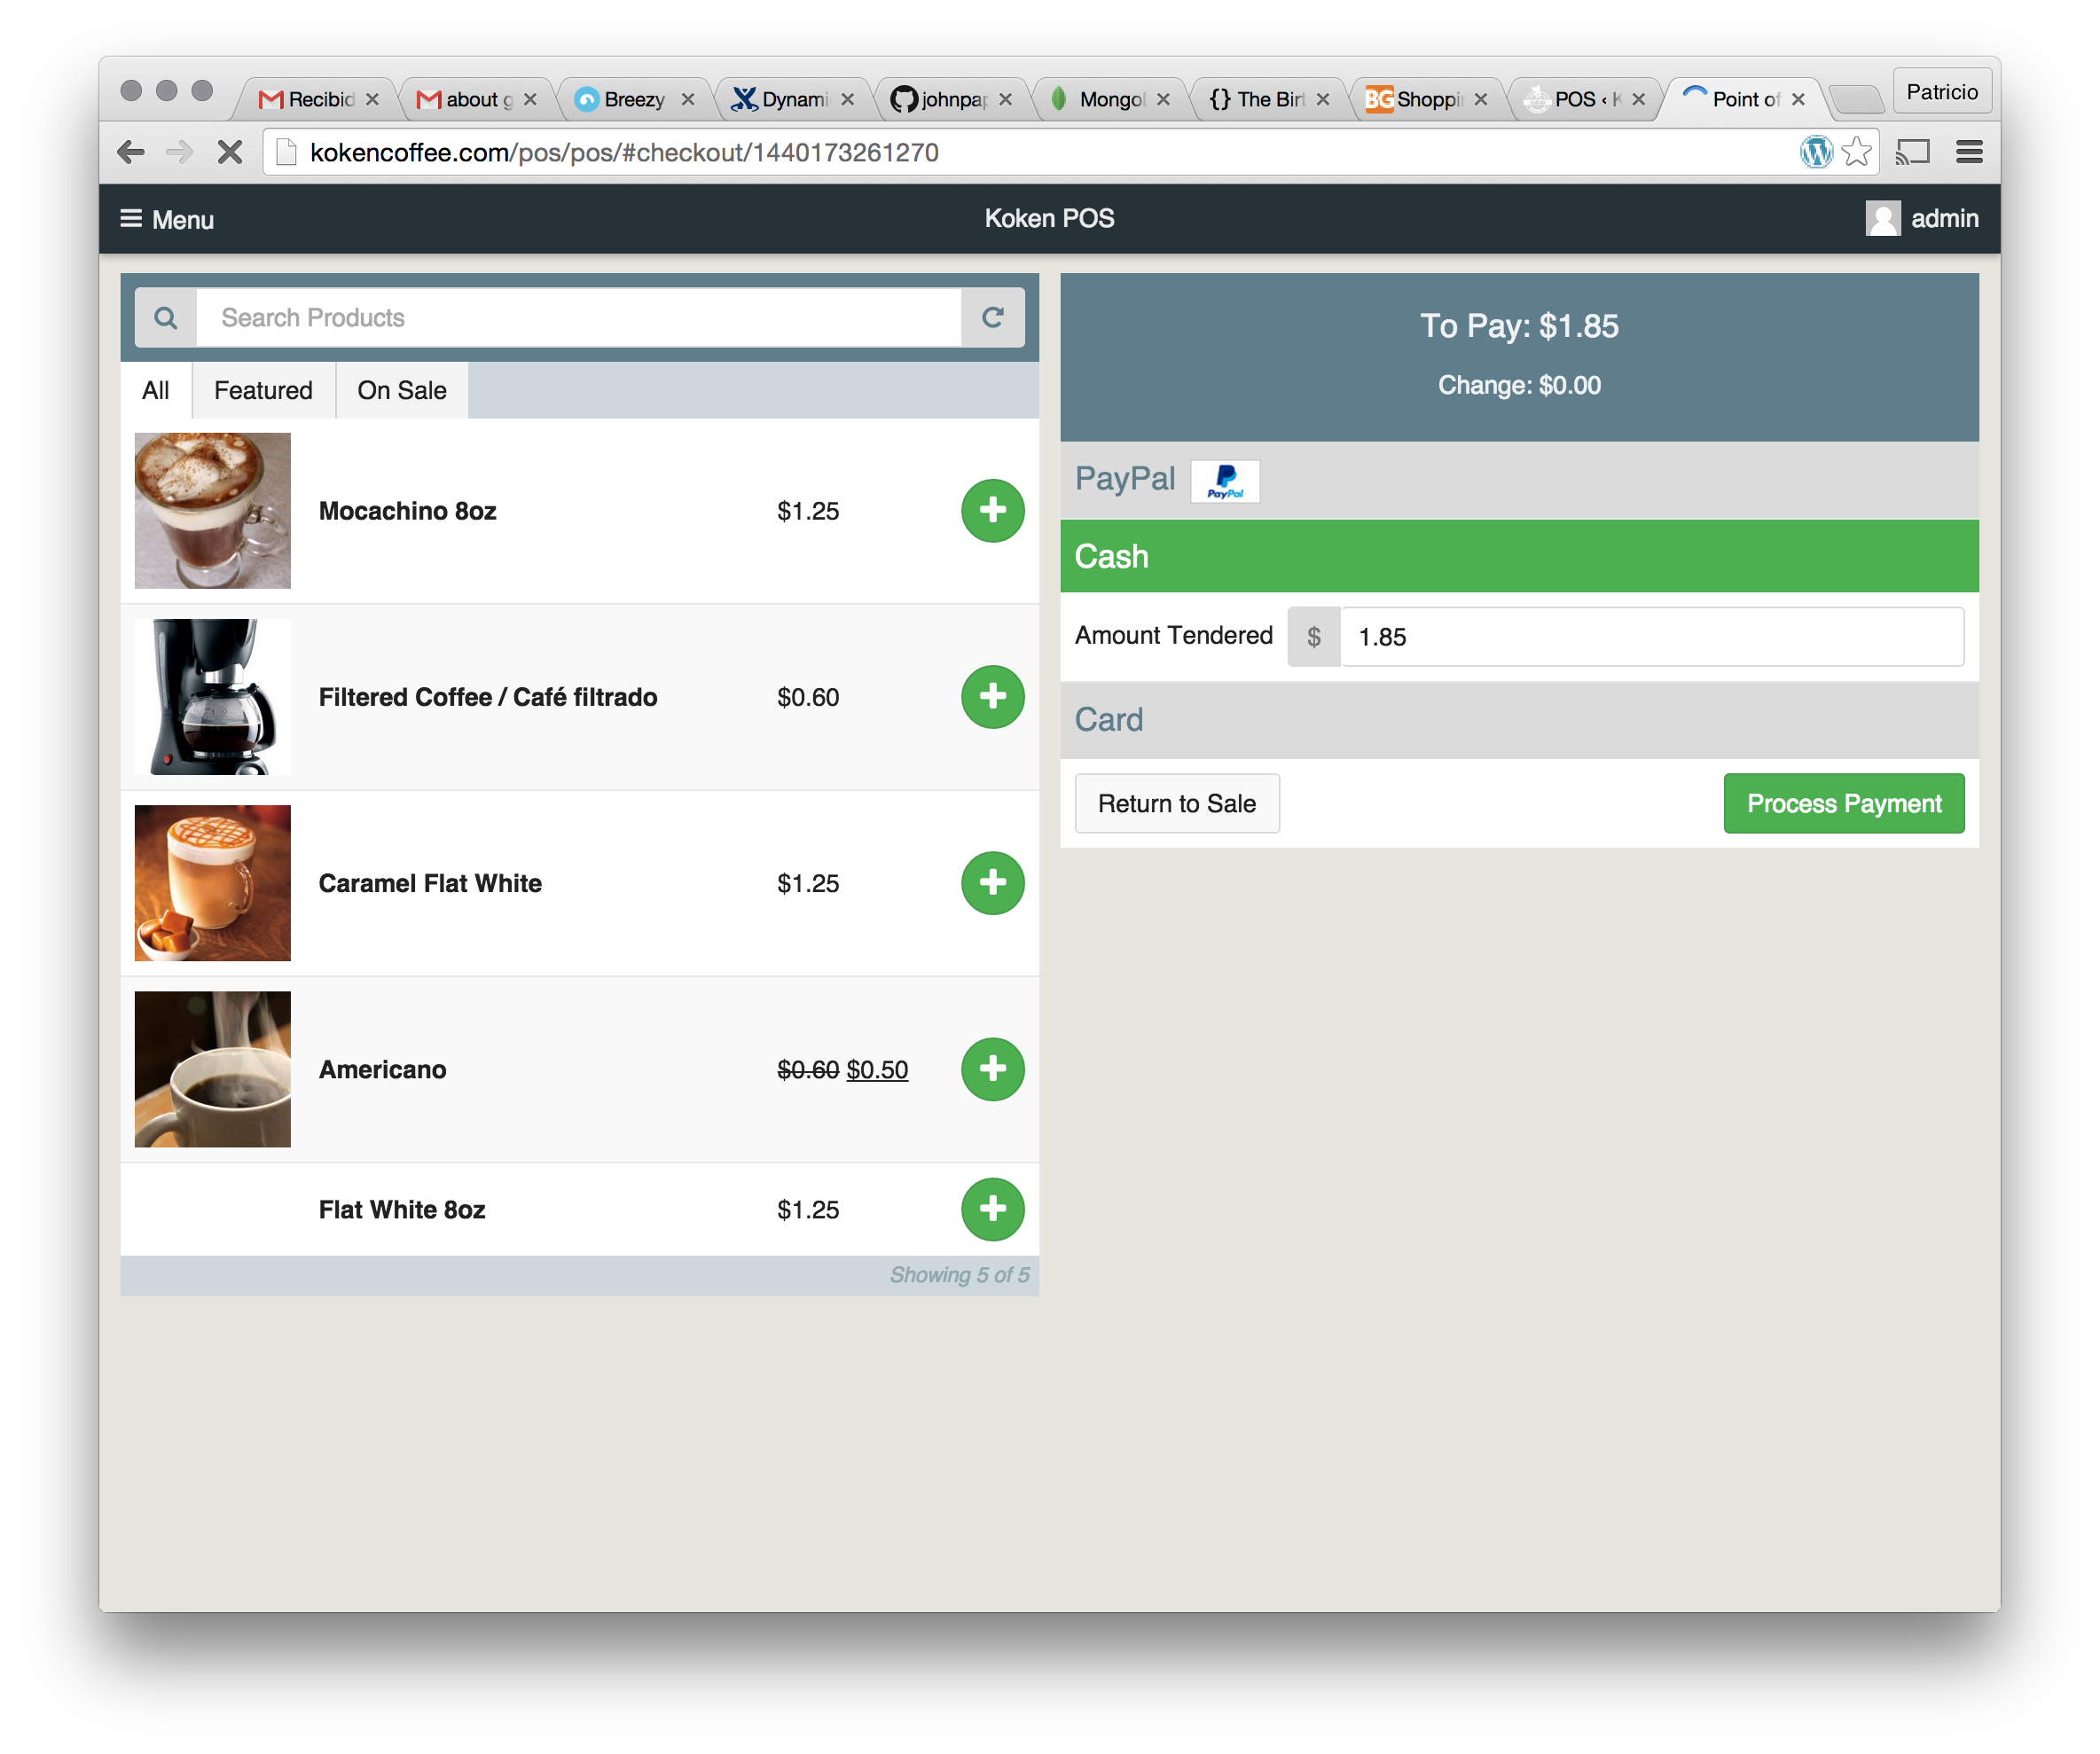 Recibid
about g
Breezy
Dynami
johnpap
Mongol
{} The Birt
BG Shoppi
POS ‹ K
Point of
Patricio
kokencoffee.com/pos/pos/#checkout/1440173261270
Menu
Koken POS
admin
Search Products
All
Featured
On Sale
Mocachino 8oz
$1.25
Filtered Coffee / Café filtrado
$0.60
Caramel Flat White
$1.25
Americano
$0.60 $0.50
Flat White 8oz
$1.25
Showing 5 of 5
To Pay: $1.85
Change: $0.00
PayPal
PayPal
Cash
Amount Tendered
$
1.85
Card
Return to Sale
Process Payment